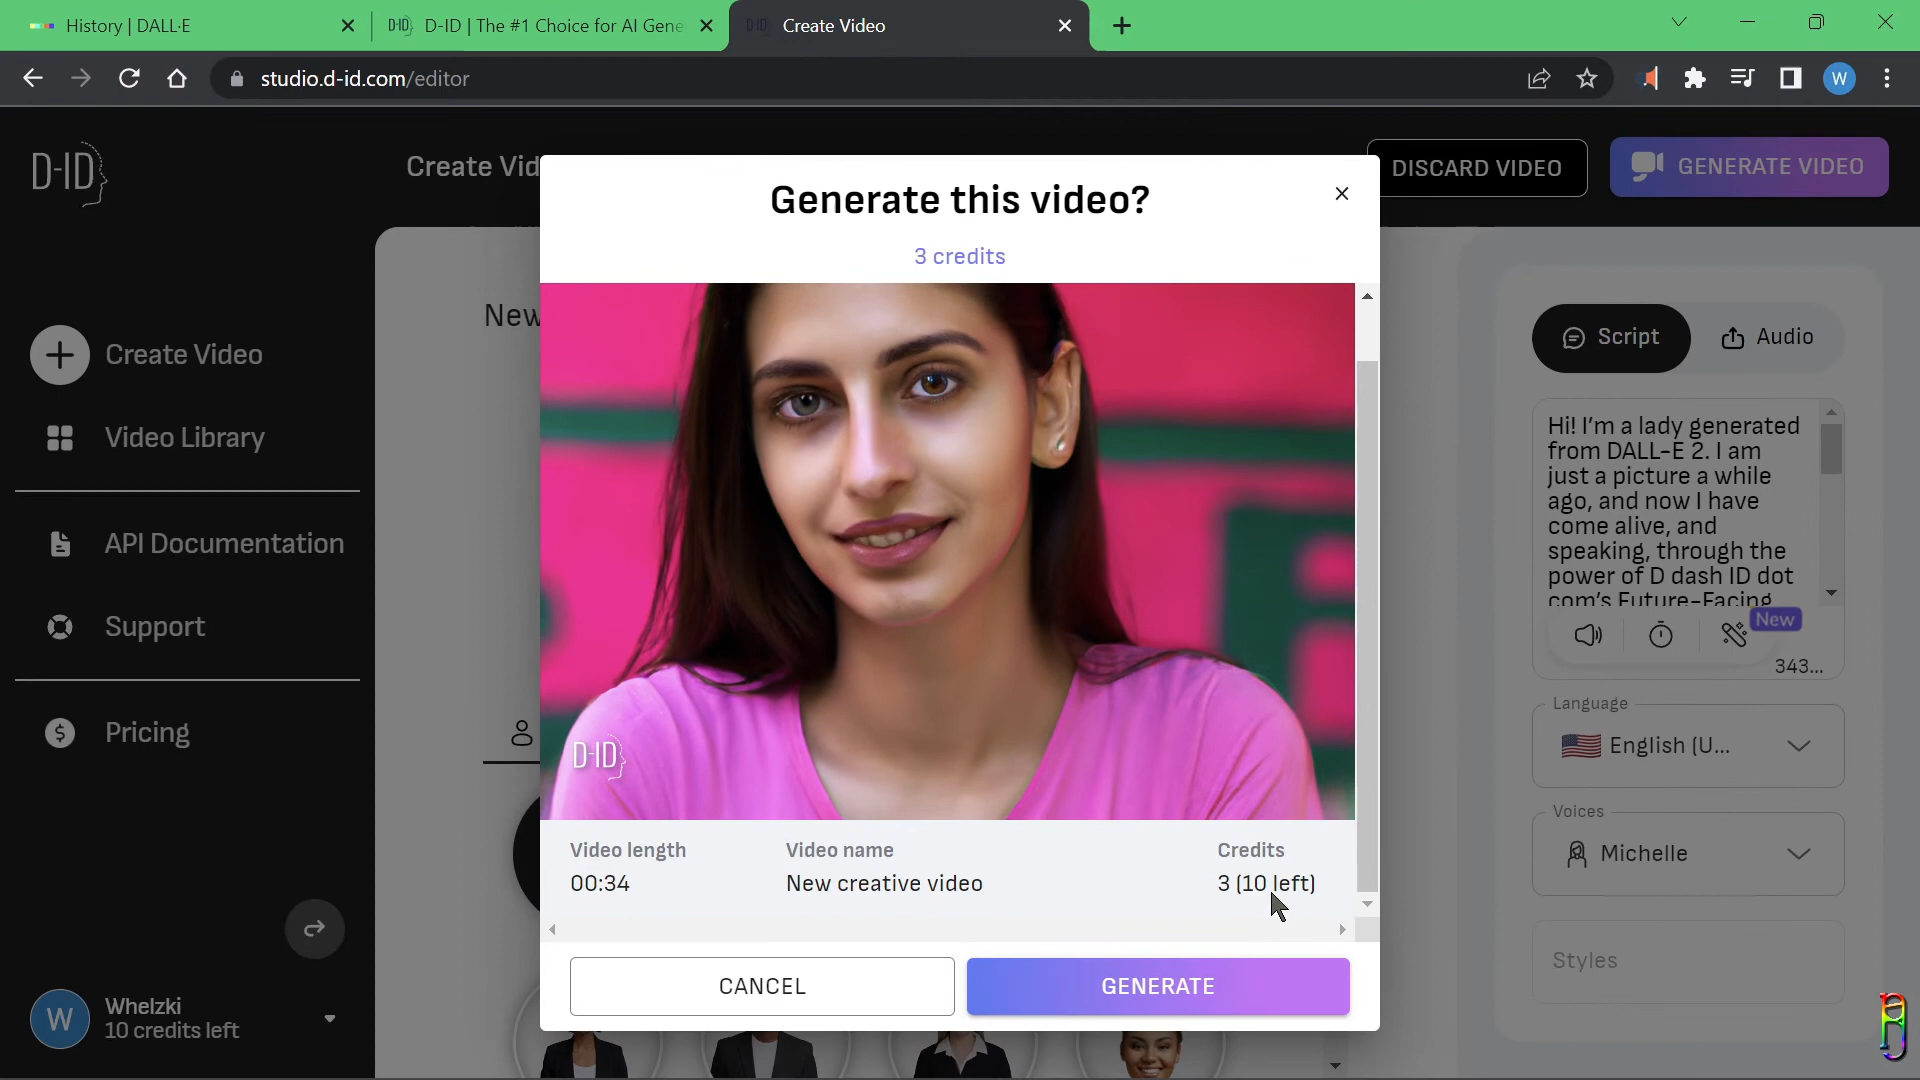 History | DALL·E
D-ID | The #1 Choice for AI Gene
Create Video
W
studio.d-id.com/editor
D-ID
Create Vid
DISCARD VIDEO
GENERATE VIDEO
Generate this video?
3 credits
New
Create Video
Video Library
API Documentation
Support
Pricing
Script
Audio
Hi! I'm a lady generated
from DALL-E 2. I am
just a picture a while
ago, and now I have
come alive, and
speaking, through the
power of D dash ID dot
com's Future-Facing
New
343...
Language
English (U...
Voices
Michelle
Styles
D-ID
Video length
00:34
Video name
New creative video
Credits
3 (10 left)
CANCEL
GENERATE
W
Whelzki
10 credits left